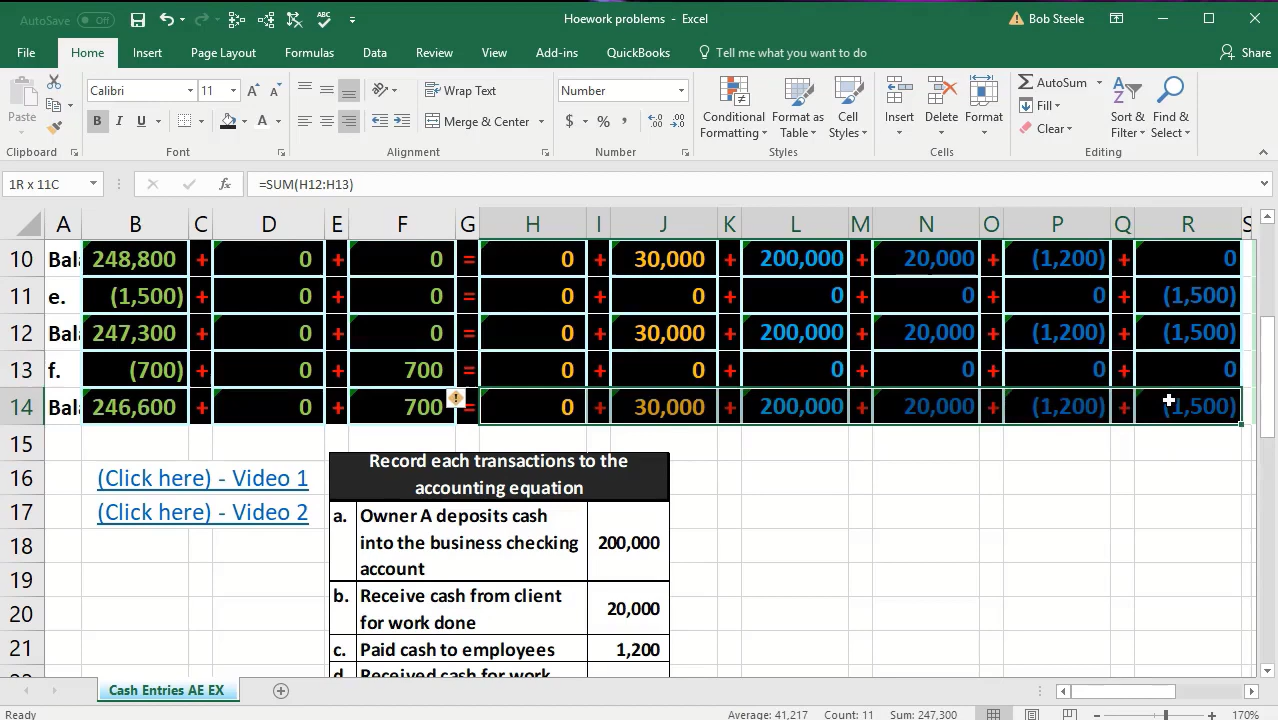 AutoSave Off Hoewook problems - Excel Bob Steele
File Home Insert Page Layout Formulas Data Review View Add-ins QuickBooks Tell me what you want to do Share
Calibri 11 Wrap Text Number AutoSum
Paste B I U A Merge & Center $ % , Conditional Formatting Format as Table Cell Styles Insert Delete Format Fill Clear Sort & Filter Find & Select
Clipboard Font Alignment Number Styles Cells Editing
1R x 11C fx =SUM(H12:H13)
A B C D E F G H I J K L M N O P Q R S
10 Bala 248,800 + 0 + 0 = 0 + 30,000 + 200,000 + 20,000 + (1,200) + 0
11 e. (1,500) + 0 + 0 = 0 + 0 + 0 + 0 + 0 + (1,500)
12 Bala 247,300 + 0 + 0 = 0 + 30,000 + 200,000 + 20,000 + (1,200) + (1,500)
13 f. (700) + 0 + 700 = 0 + 0 + 0 + 0 + 0 + 0
14 Bala 246,600 + 0 + 700 = 0 + 30,000 + 200,000 + 20,000 + (1,200) + (1,500)
15
16 (Click here) - Video 1
17 (Click here) - Video 2
18
19
20
21
Record each transactions to the
accounting equation
a. Owner A deposits cash
into the business checking 200,000
account
b. Receive cash from client
for work done 20,000
c. Paid cash to employees 1,200
d. Received cash for work
Cash Entries AE EX
Ready Average: 41,217 Count: 11 Sum: 247,300 170%